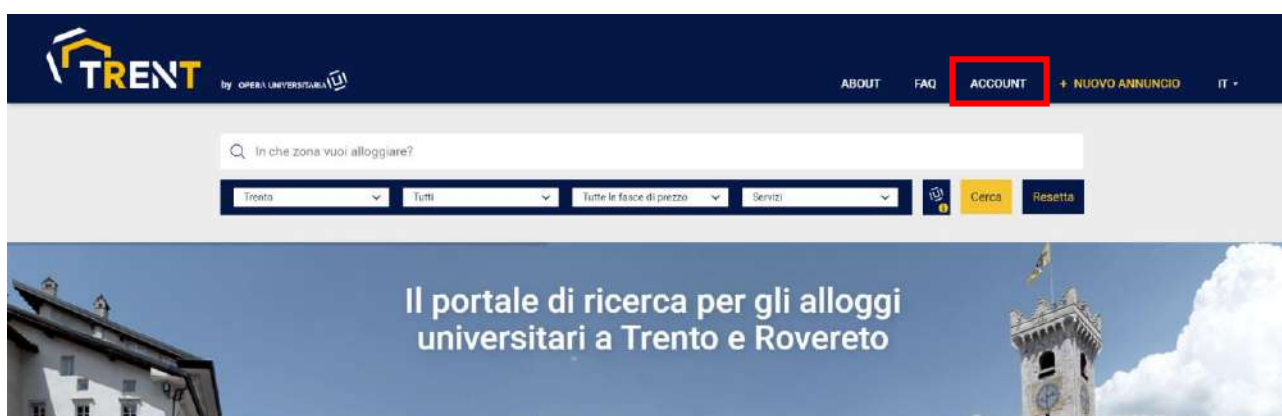 TRENT
by OPERA UNIVERSITARIA
ABOUT FAQ ACCOUNT + NUOVO ANNUNCIO IT
In che zona vuoi alloggiare?
Trento Tutti Tutte le fasce di prezzo Servizi Cerca Resetta
Il portale di ricerca per gli alloggi
universitari a Trento e Rovereto